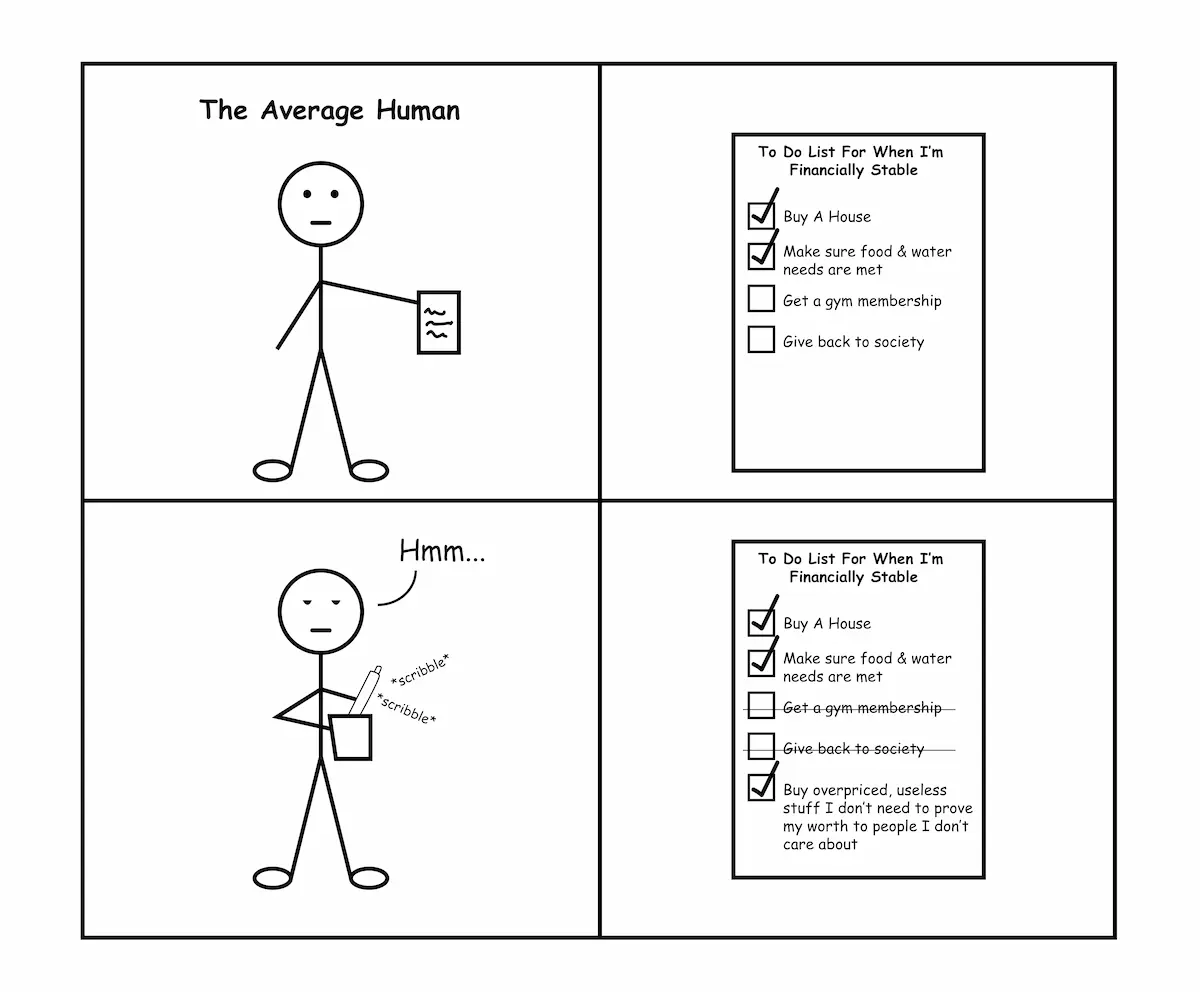 The Average Human
To Do List For When I'm
Financially Stable
Buy A House
Make sure food & water
needs are met
Get a gym membership
Give back to society
Hmm...
*scribble*
*scribble*
To Do List For When I'm
Financially Stable
Buy A House
Make sure food & water
needs are met
Get a gym membership
Give back to society
Buy overpriced, useless
stuff I don't need to prove
my worth to people I don't
care about